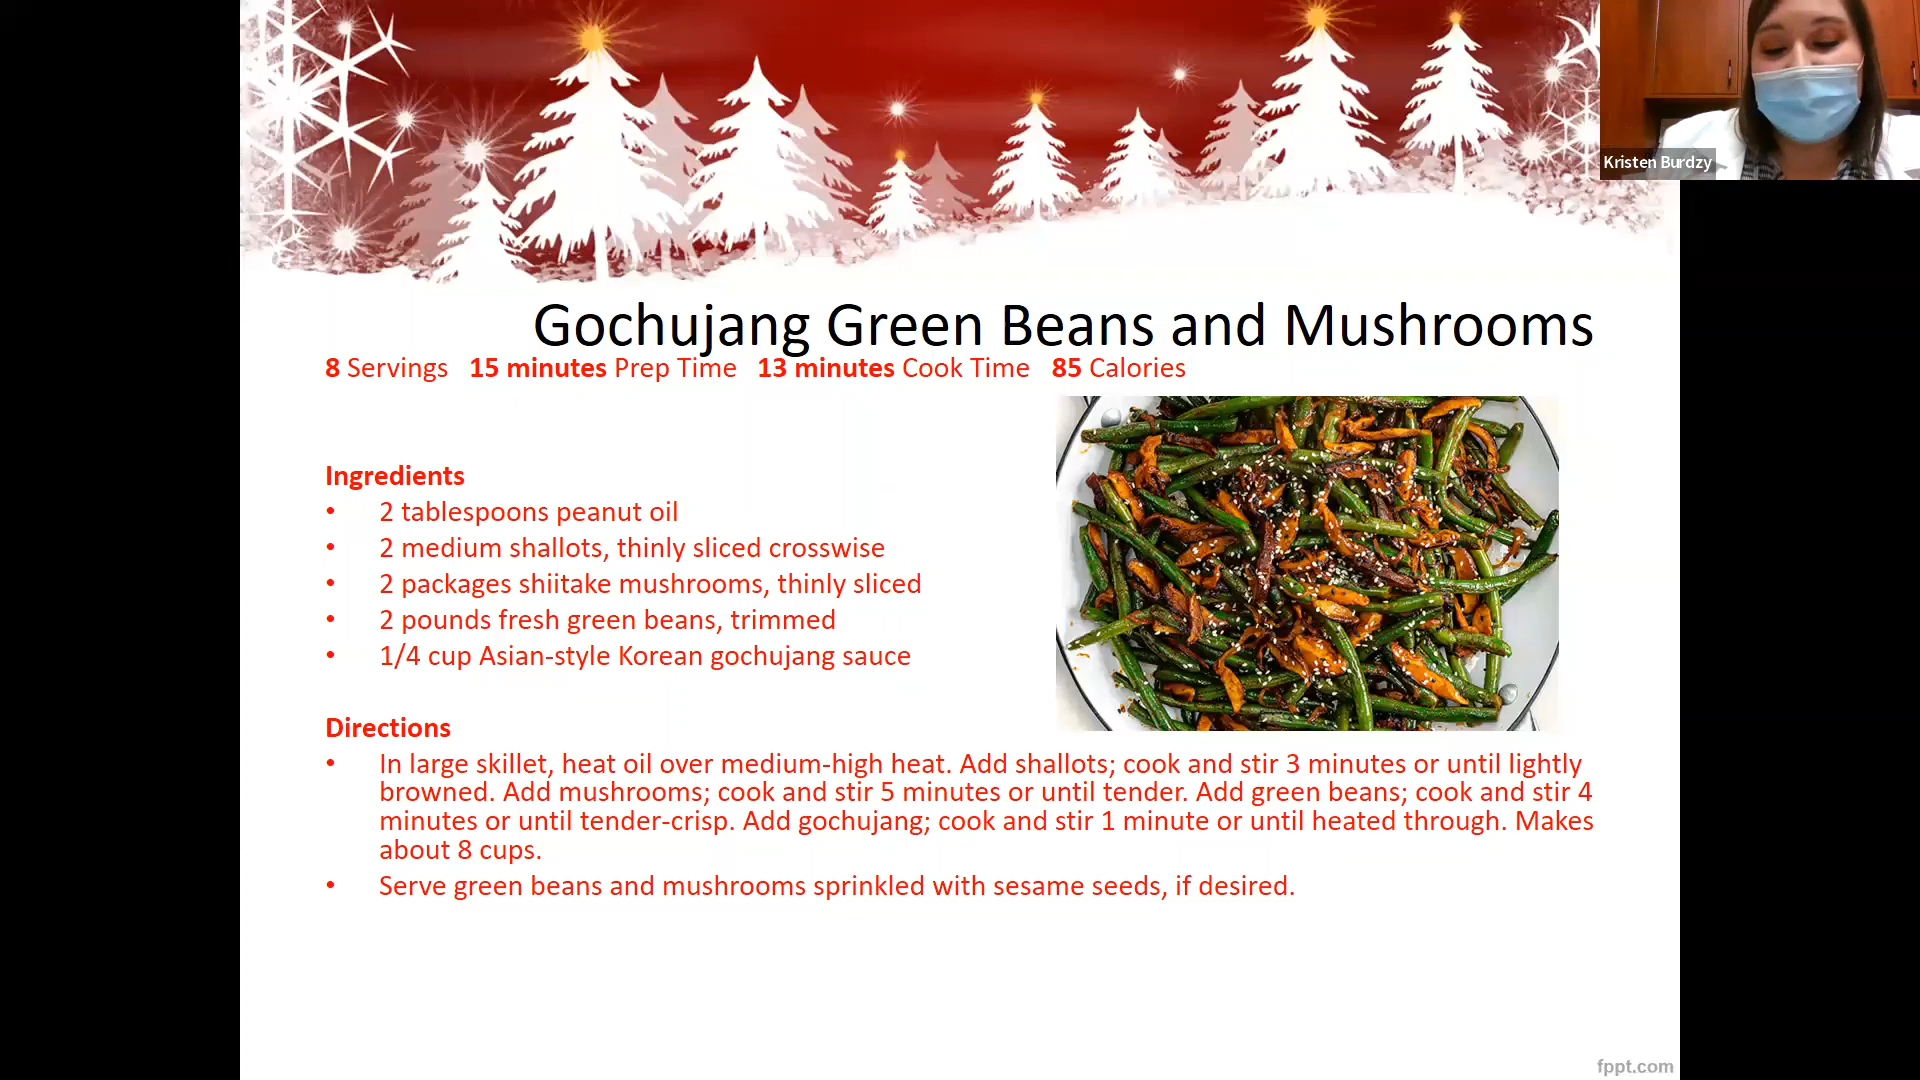 Kristen Burdzy
Gochujang Green Beans and Mushrooms
8 Servings 15 minutes Prep Time 13 minutes Cook Time 85 Calories
Ingredients
• 2 tablespoons peanut oil
• 2 medium shallots, thinly sliced crosswise
• 2 packages shiitake mushrooms, thinly sliced
• 2 pounds fresh green beans, trimmed
• 1/4 cup Asian-style Korean gochujang sauce
Directions
• In large skillet, heat oil over medium-high heat. Add shallots; cook and stir 3 minutes or until lightly
browned. Add mushrooms; cook and stir 5 minutes or until tender. Add green beans; cook and stir 4
minutes or until tender-crisp. Add gochujang; cook and stir 1 minute or until heated through. Makes
about 8 cups.
• Serve green beans and mushrooms sprinkled with sesame seeds, if desired.
fppt.com